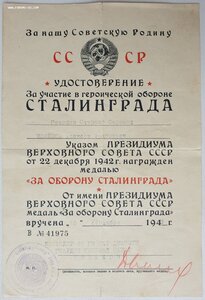 За нашу Советскую Родину
СС СР
УДОСТОВЕРЕНИЕ
За участие в героической обороне
СТАЛИНГРАДА
Указом ПРЕЗИДИУМА
ВЕРХОВНОГО СОВЕТА СССР
от 22 декабря 1942 г. награжден
медалью
«ЗА ОБОРОНУ СТАЛИНГРАДА»
От имени ПРЕЗИДИУМА
ВЕРХОВНОГО СОВЕТА СССР
медаль «За Оборону Сталинграда»
вручена 194 г.
В № 41975